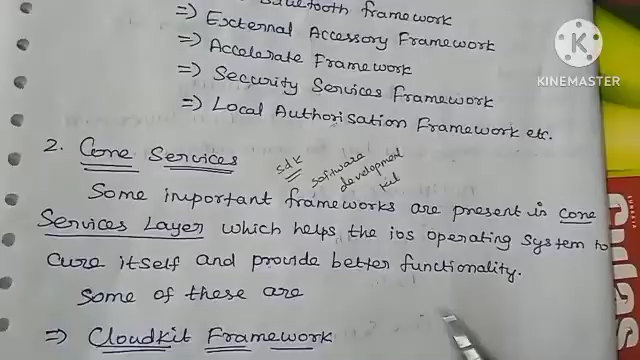 Bluetooth framework
=> External Accessory Framework
=> Accelerate Framework
=> Security Services Framework
=> Local Authorisation Framework etc.
KINEMASTER
2. Core Services
sdk
software
development
kit
Some important frameworks are present in core
Services Layer which helps the ios operating system to
cure itself and provide better functionality.
Some of these are
=> Cloudkit Framework